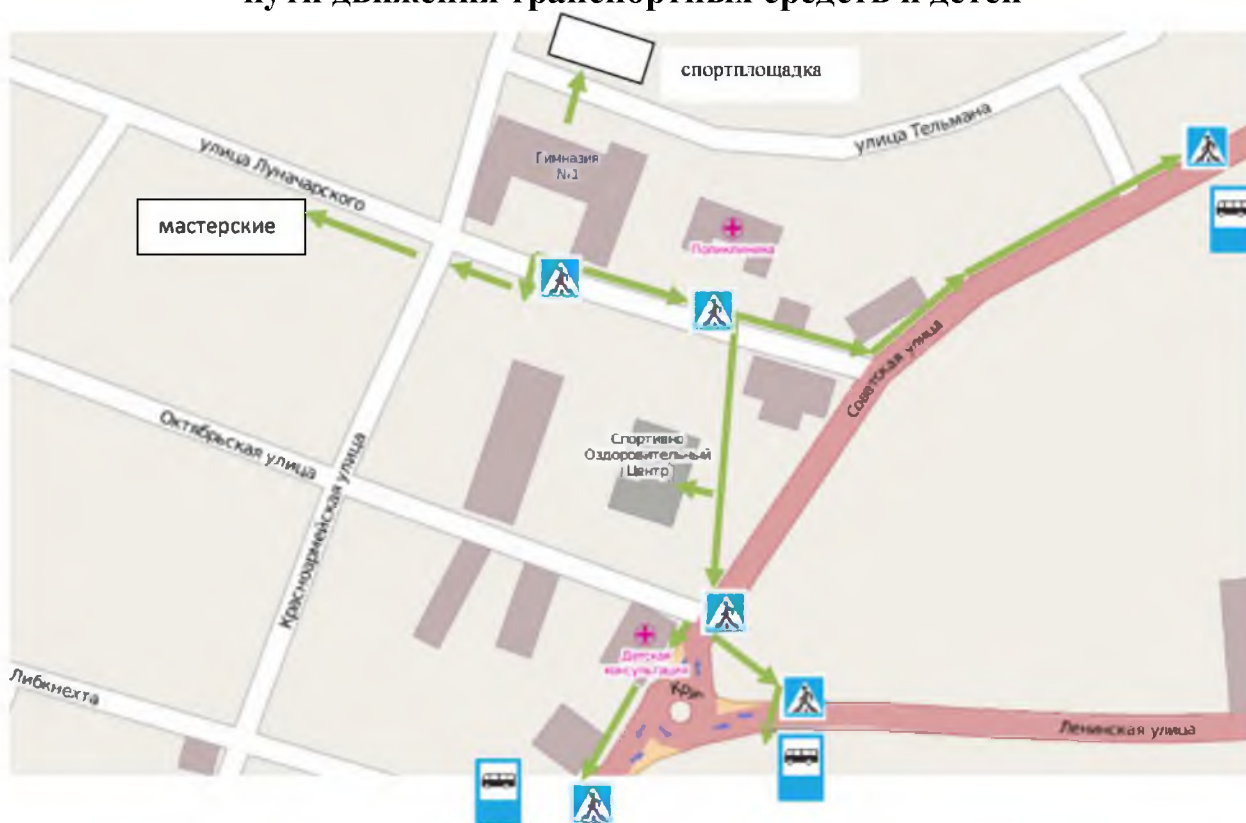 пути движения транспортных средств и детей
спортплощадка
улица Тельмана
Гимназия
№1
улица Луначарского
мастерские
Поликлиника
Советская улица
Октябрьская улица
Спортивно
Оздоровительный
Центр
Красноармейская улица
Детская
консультация
Круг
Либкнехта
Ленинская улица